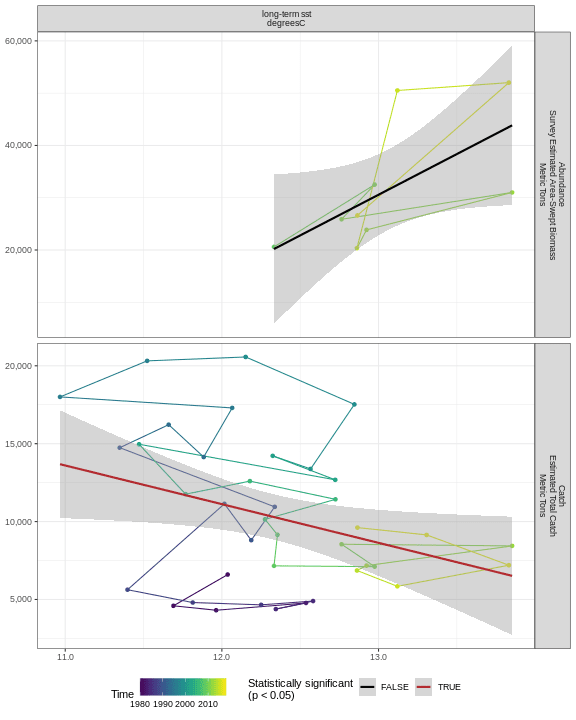 long-term sst
degreesC
60,000
40,000
20,000
Abundance
Survey Estimated Area-Swept Biomass
Metric Tons
20,000
15,000
10,000
5,000
Catch
Estimated Total Catch
Metric Tons
11.0 12.0 13.0
Time
1980 1990 2000 2010
Statistically significant
(p < 0.05)
FALSE TRUE